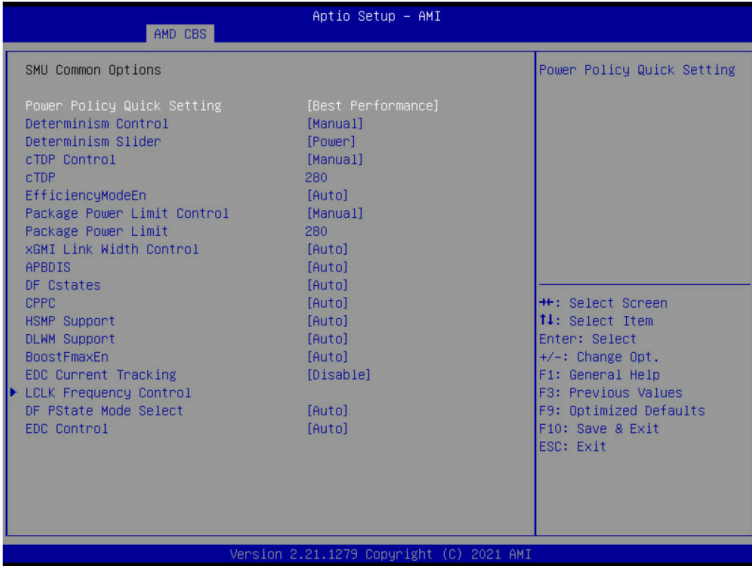 Aptio Setup – AMI
AMD CBS
SMU Common Options
Power Policy Quick Setting [Best Performance]
Determinism Control [Manual]
Determinism Slider [Power]
cTDP Control [Manual]
cTDP 280
EfficiencyModeEn [Auto]
Package Power Limit Control [Manual]
Package Power Limit 280
xGMI Link Width Control [Auto]
APBDIS [Auto]
DF Cstates [Auto]
CPPC [Auto]
HSMP Support [Auto]
DLWM Support [Auto]
BoostFmaxEn [Auto]
EDC Current Tracking [Disable]
LCLK Frequency Control
DF PState Mode Select [Auto]
EDC Control [Auto]
Power Policy Quick Setting
→←: Select Screen
↑↓: Select Item
Enter: Select
+/-: Change Opt.
F1: General Help
F3: Previous Values
F9: Optimized Defaults
F10: Save & Exit
ESC: Exit
Version 2.21.1279 Copyright (C) 2021 AMI